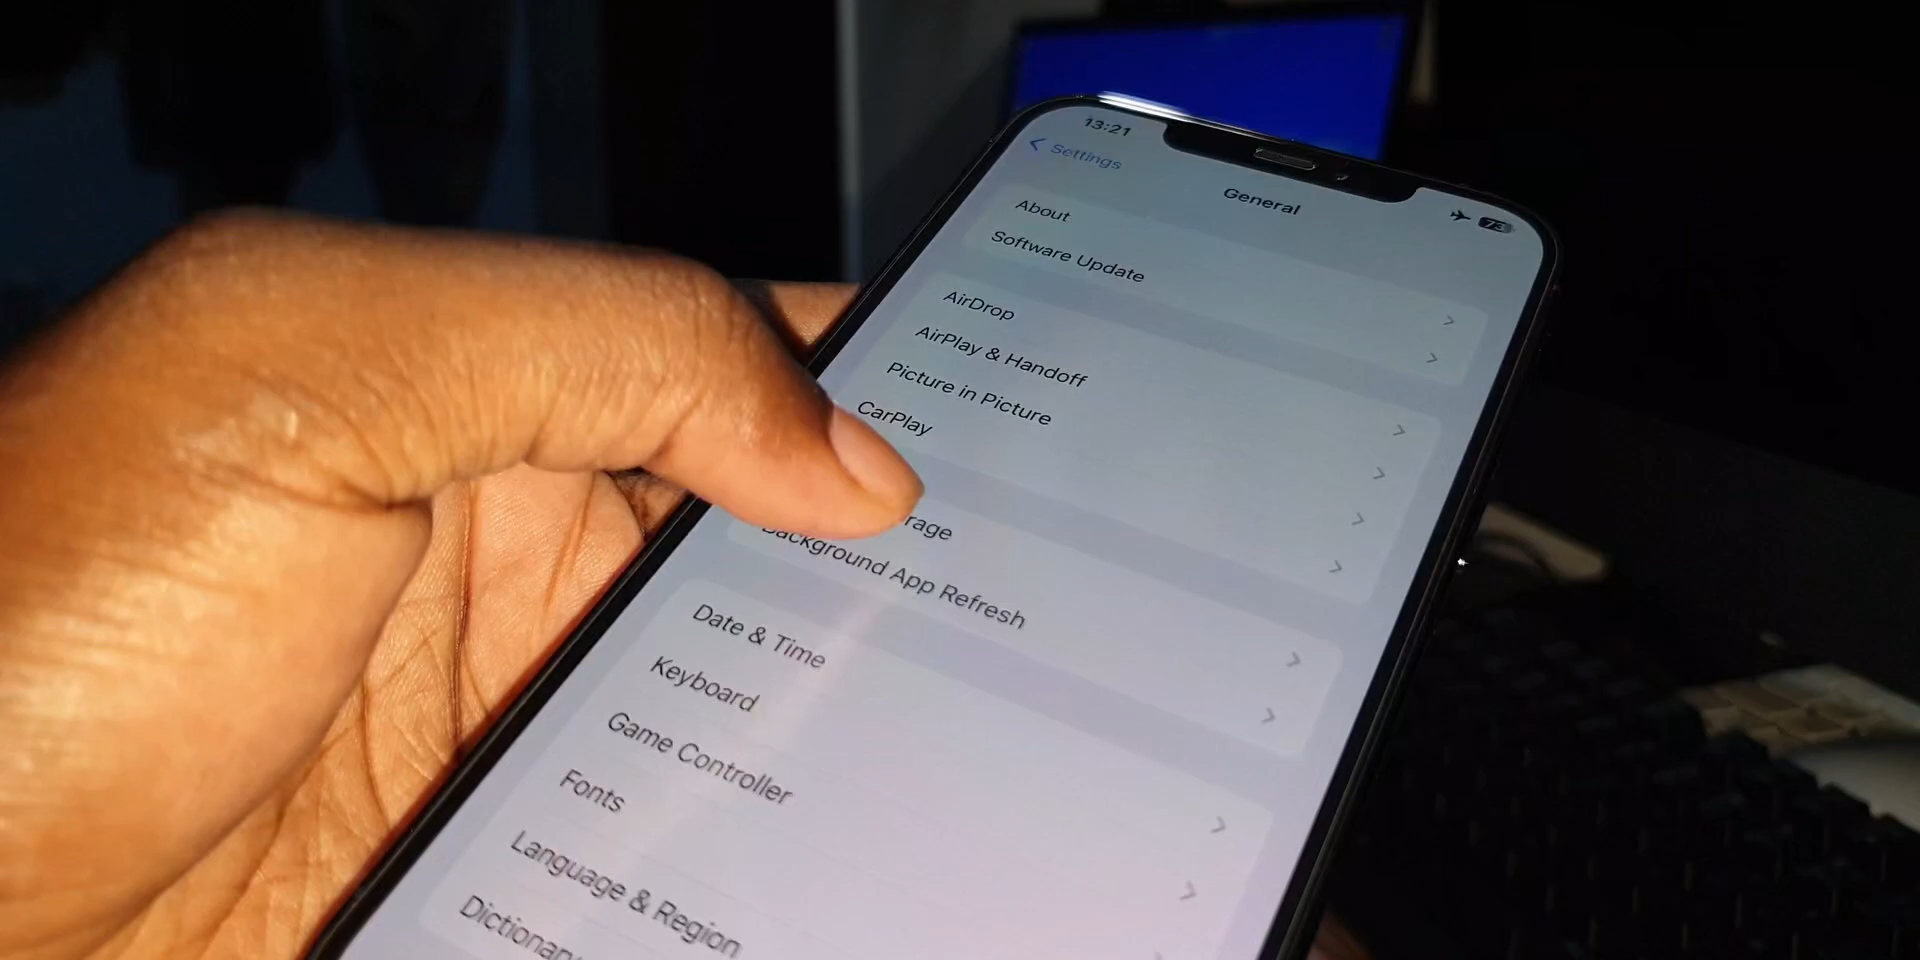 13:21
Settings
General
73
About
Software Update
AirDrop
AirPlay & Handoff
Picture in Picture
CarPlay
rage
Background App Refresh
Date & Time
Keyboard
Game Controller
Fonts
Language & Region
Dictionary